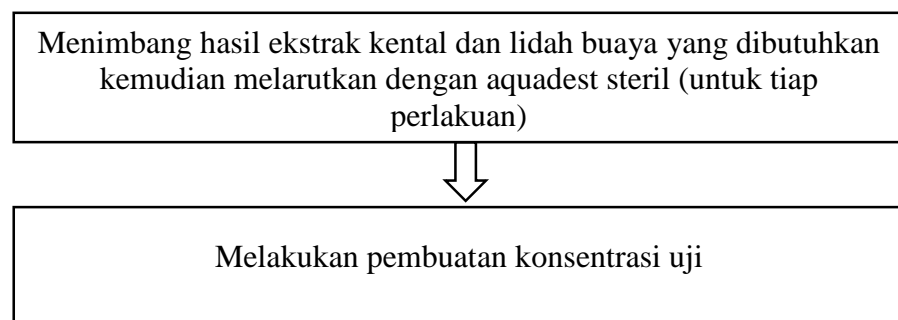 Menimbang hasil ekstrak kental dan lidah buaya yang dibutuhkan
kemudian melarutkan dengan aquadest steril (untuk tiap
perlakuan)
Melakukan pembuatan konsentrasi uji